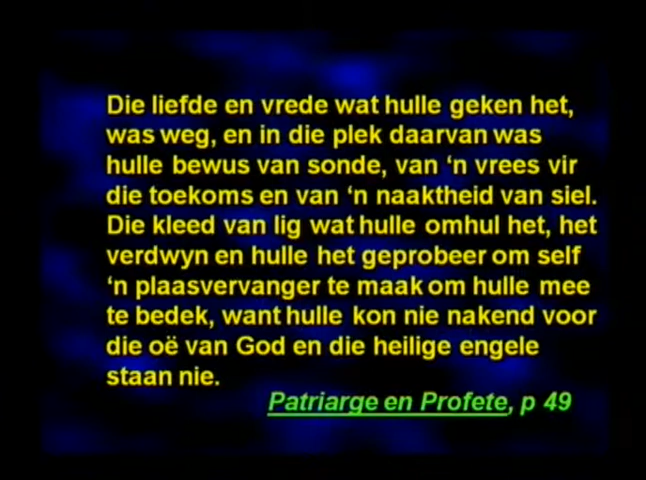 Die liefde en vrede wat hulle geken het,
was weg, en in die plek daarvan was
hulle bewus van sonde, van ‘n vrees vir
die toekoms en van ‘n naaktheid van siel.
Die kleed van lig wat hulle omhul het, het
verdwyn en hulle het geprobeer om self
‘n plaasvervanger te maak om hulle mee
te bedek, want hulle kon nie nakend voor
die oë van God en die heilige engele
staan nie.
Patriarge en Profete, p 49